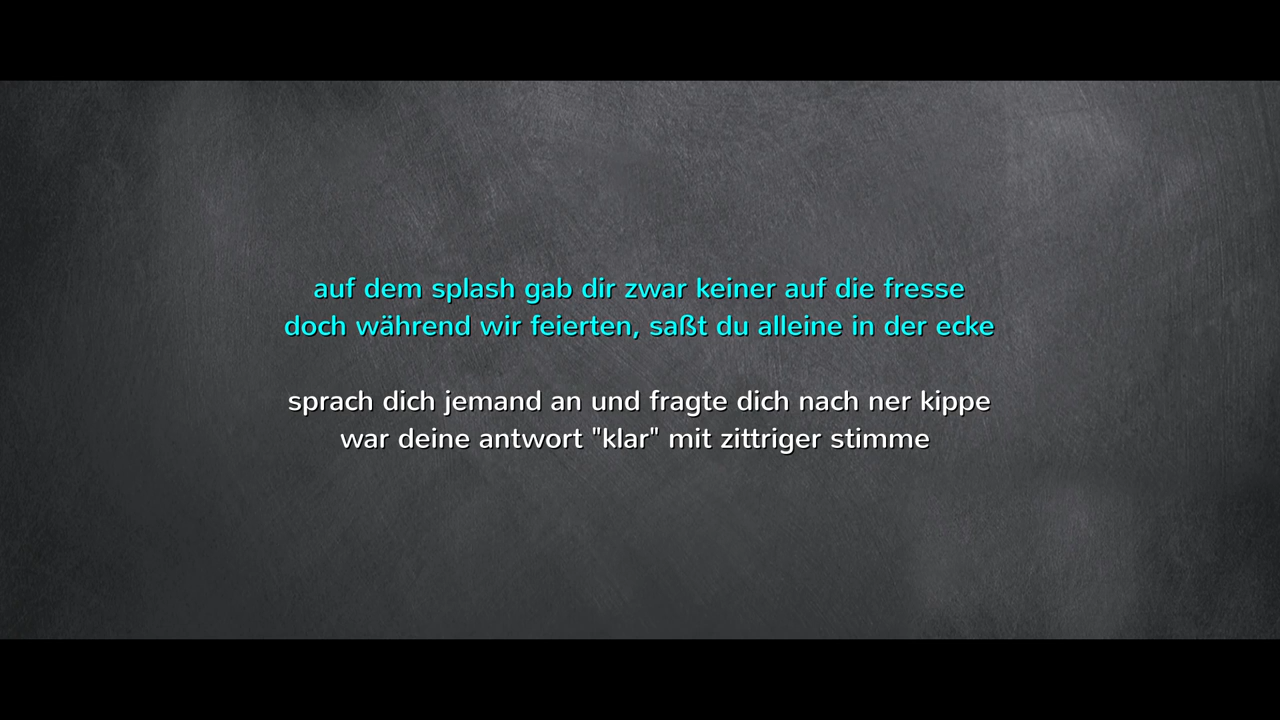 auf dem splash gab dir zwar keiner auf die fresse
doch während wir feierten, saßt du alleine in der ecke
sprach dich jemand an und fragte dich nach ner kippe
war deine antwort "klar" mit zittriger stimme